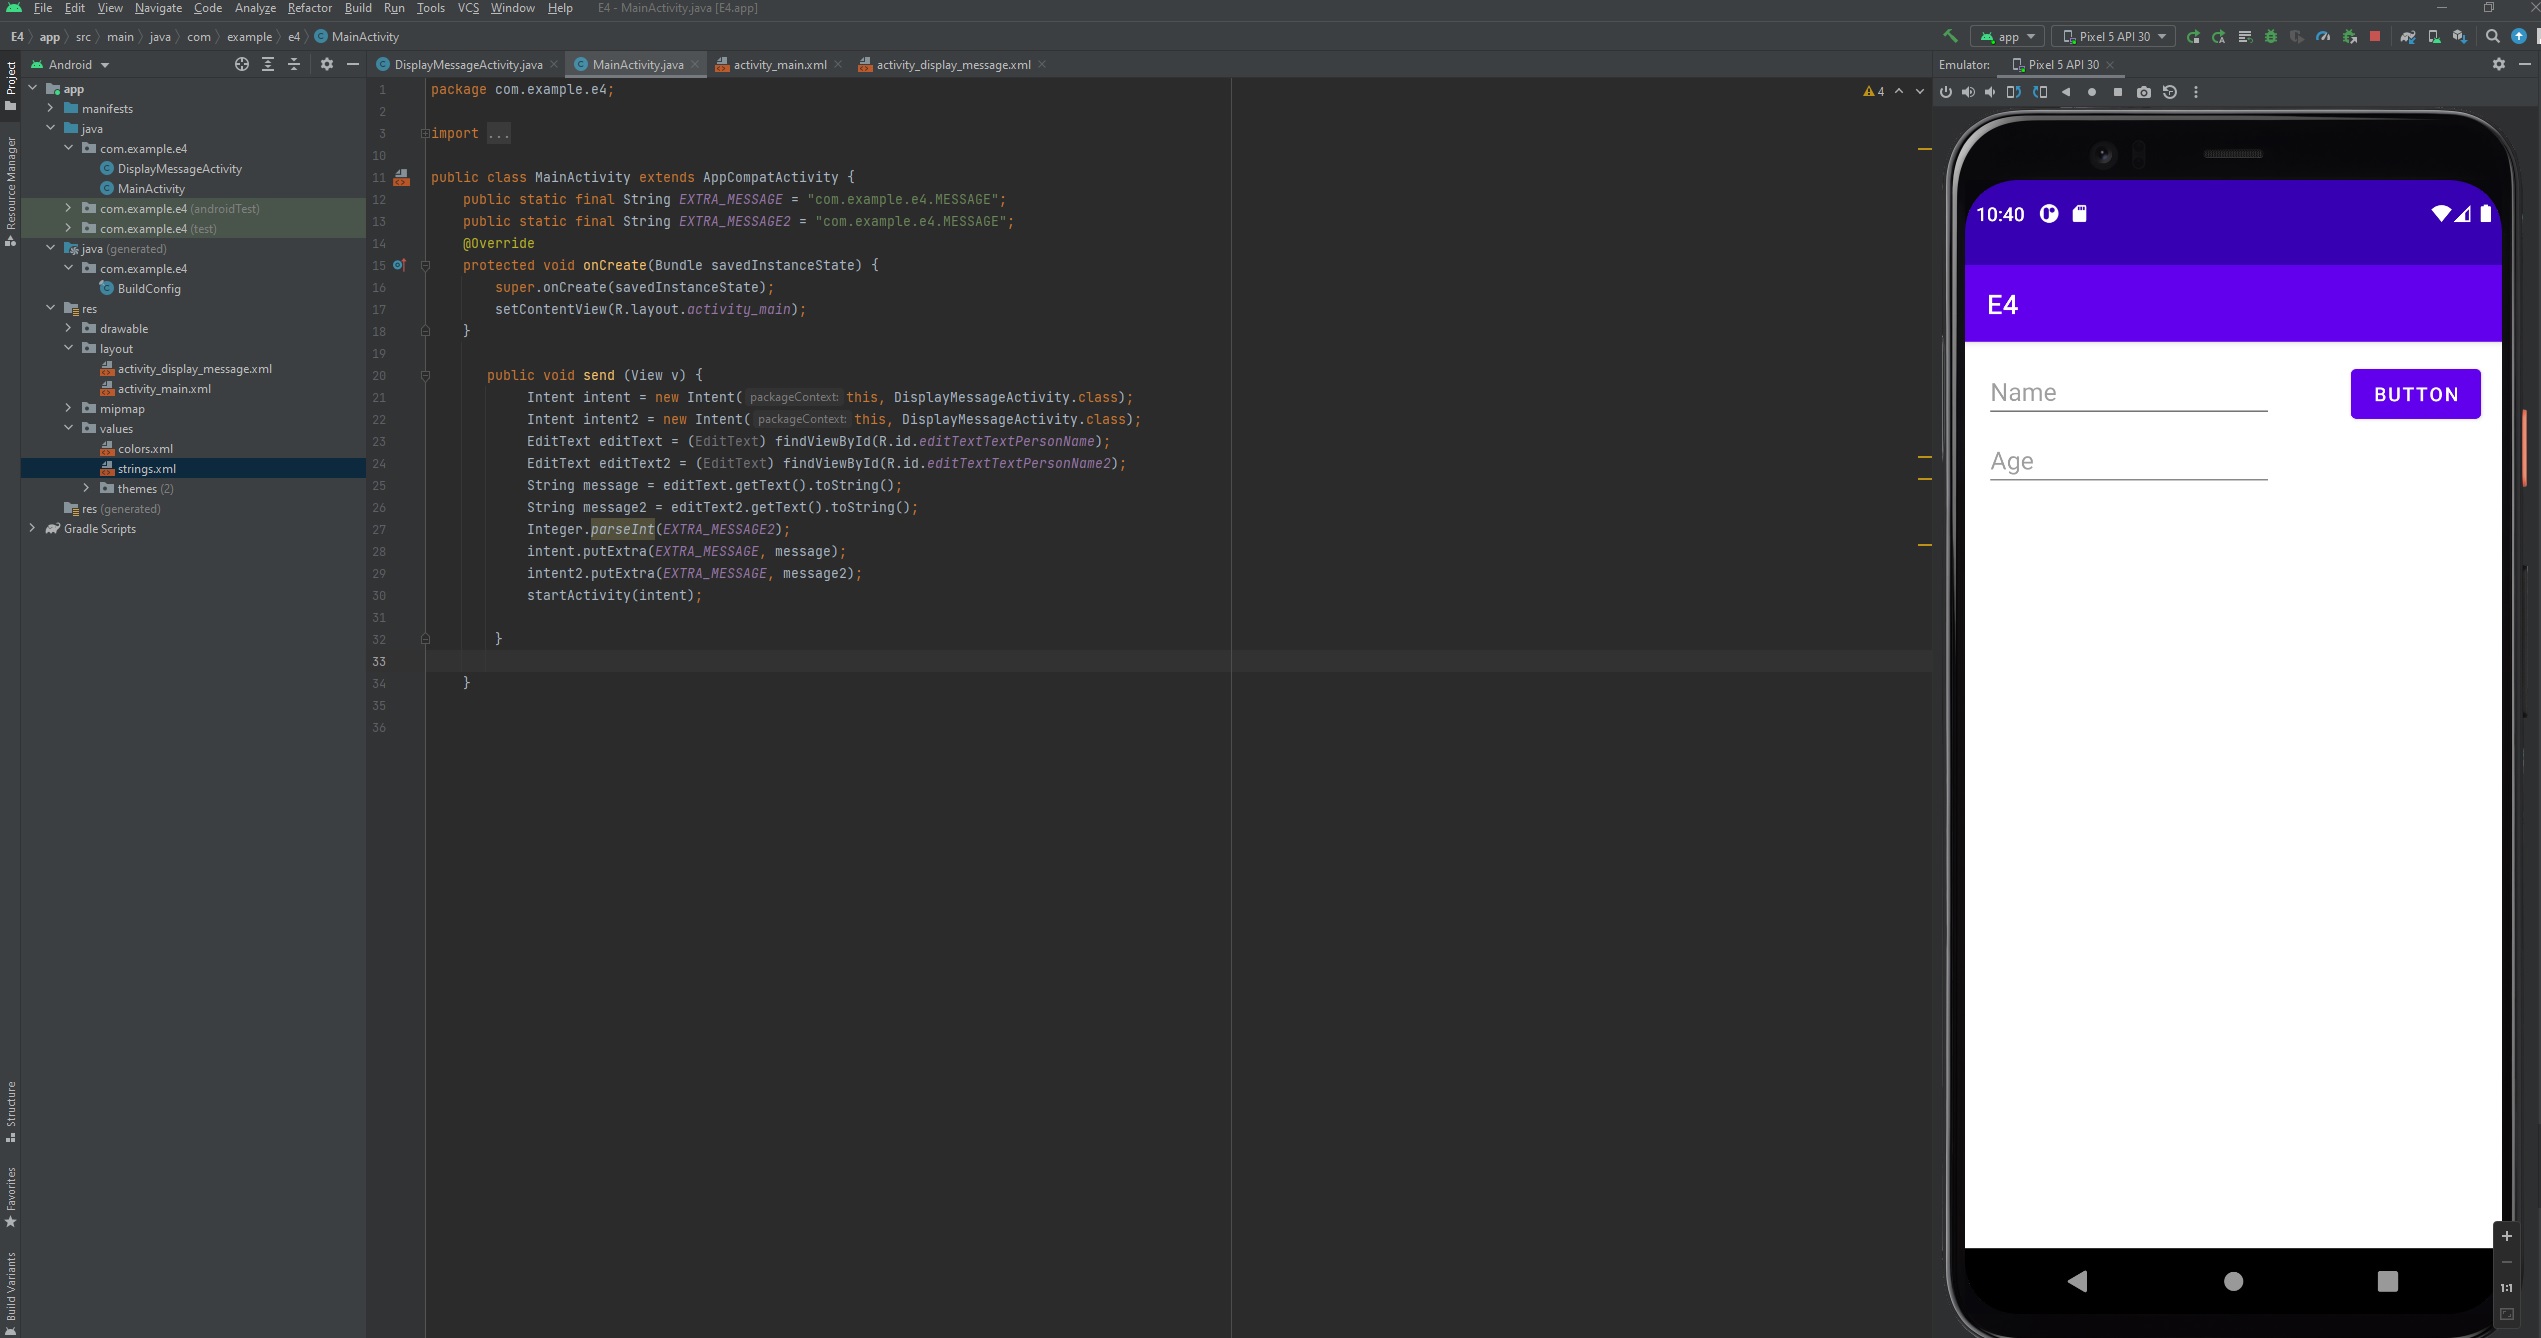 File Edit View Navigate Code Analyze Refactor Build Run Tools VCS Window Help E4 - MainActivity.java [E4.app]
E4 app src main java com example e4 MainActivity
app Pixel 5 API 30
Project
Resource Manager
Structure
Favorites
Build Variants
Android
app
manifests
java
com.example.e4
DisplayMessageActivity
MainActivity
com.example.e4 (androidTest)
com.example.e4 (test)
java (generated)
com.example.e4
BuildConfig
res
drawable
layout
activity_display_message.xml
activity_main.xml
mipmap
values
colors.xml
strings.xml
themes (2)
res (generated)
Gradle Scripts
DisplayMessageActivity.java MainActivity.java activity_main.xml activity_display_message.xml
4
1 package com.example.e4;
2
3 import ...
10
11 public class MainActivity extends AppCompatActivity {
12 public static final String EXTRA_MESSAGE = "com.example.e4.MESSAGE";
13 public static final String EXTRA_MESSAGE2 = "com.example.e4.MESSAGE";
14 @Override
15 protected void onCreate(Bundle savedInstanceState) {
16 super.onCreate(savedInstanceState);
17 setContentView(R.layout.activity_main);
18 }
19
20 public void send (View v) {
21 Intent intent = new Intent( packageContext: this, DisplayMessageActivity.class);
22 Intent intent2 = new Intent( packageContext: this, DisplayMessageActivity.class);
23 EditText editText = (EditText) findViewById(R.id.editTextTextPersonName);
24 EditText editText2 = (EditText) findViewById(R.id.editTextTextPersonName2);
25 String message = editText.getText().toString();
26 String message2 = editText2.getText().toString();
27 Integer.parseInt(EXTRA_MESSAGE2);
28 intent.putExtra(EXTRA_MESSAGE, message);
29 intent2.putExtra(EXTRA_MESSAGE, message2);
30 startActivity(intent);
31
32 }
33
34 }
35
36
Emulator: Pixel 5 API 30
10:40
E4
Name
BUTTON
Age
1:1